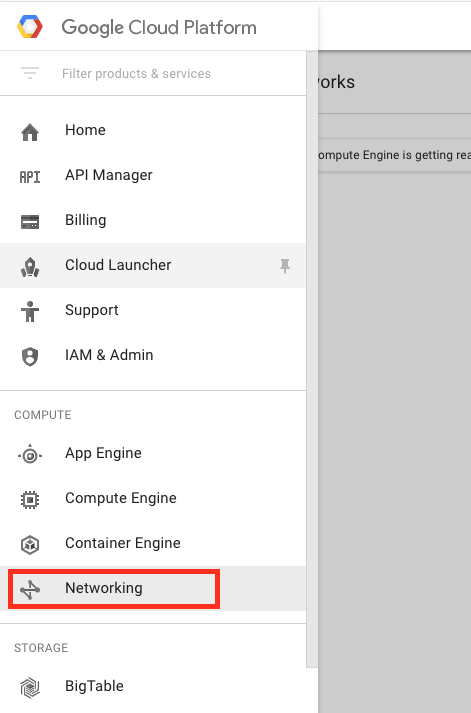 Google Cloud Platform
Filter products & services
orks
ompute Engine is getting rea
Home
API API Manager
Billing
Cloud Launcher
Support
IAM & Admin
COMPUTE
App Engine
Compute Engine
Container Engine
Networking
STORAGE
BigTable